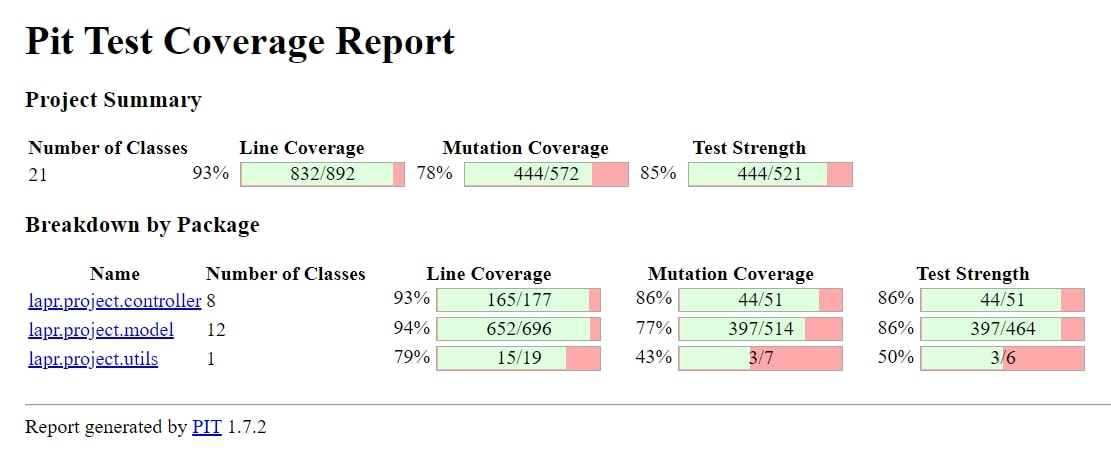 Pit Test Coverage Report
Project Summary
Number of Classes Line Coverage Mutation Coverage Test Strength
21 93% 832/892 78% 444/572 85% 444/521
Breakdown by Package
Name Number of Classes Line Coverage Mutation Coverage Test Strength
lapr.project.controller 8 93% 165/177 86% 44/51 86% 44/51
lapr.project.model 12 94% 652/696 77% 397/514 86% 397/464
lapr.project.utils 1 79% 15/19 43% 3/7 50% 3/6
Report generated by PIT 1.7.2